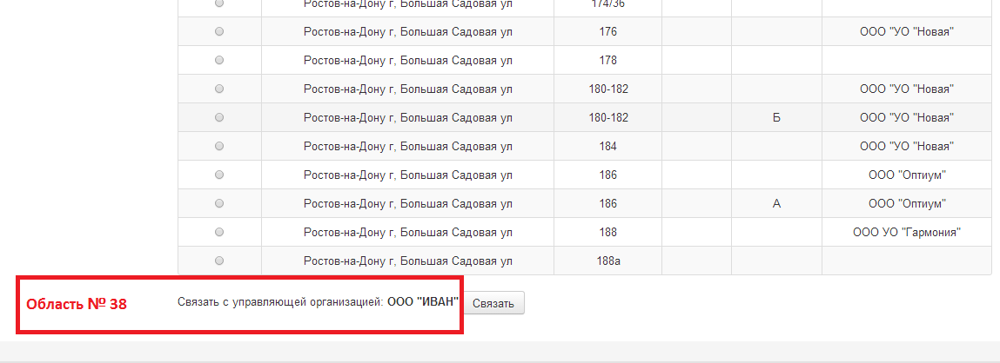 Ростов-на-Дону г, Большая Садовая ул 174/36
Ростов-на-Дону г, Большая Садовая ул 176 ООО "УО "Новая"
Ростов-на-Дону г, Большая Садовая ул 178
Ростов-на-Дону г, Большая Садовая ул 180-182 ООО "УО "Новая"
Ростов-на-Дону г, Большая Садовая ул 180-182 Б ООО "УО "Новая"
Ростов-на-Дону г, Большая Садовая ул 184 ООО "УО "Новая"
Ростов-на-Дону г, Большая Садовая ул 186 ООО "Оптиум"
Ростов-на-Дону г, Большая Садовая ул 186 А ООО "Оптиум"
Ростов-на-Дону г, Большая Садовая ул 188 ООО УО "Гармония"
Ростов-на-Дону г, Большая Садовая ул 188а
Область № 38 Связать с управляющей организацией: ООО "ИВАН" Связать